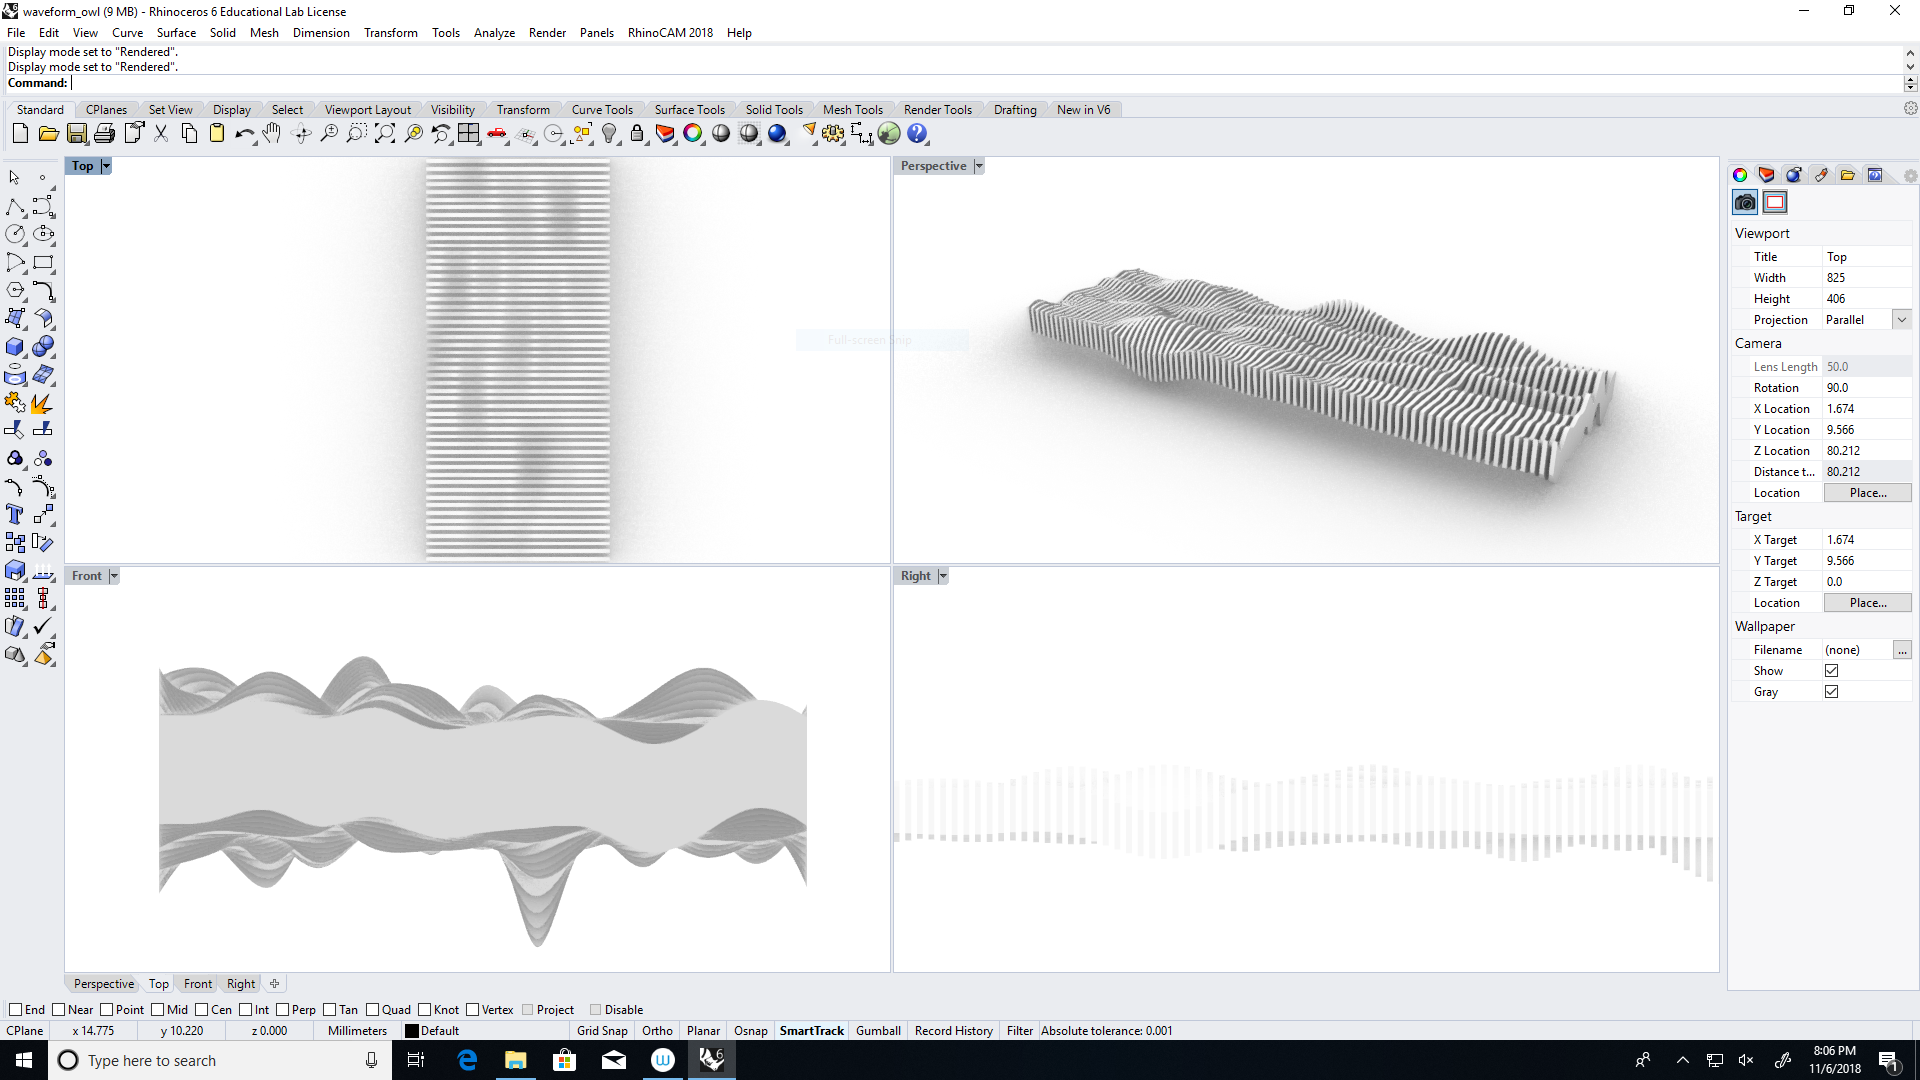 waveform_owl (9 MB) - Rhinoceros 6 Educational Lab License
File Edit View Curve Surface Solid Mesh Dimension Transform Tools Analyze Render Panels RhinoCAM 2018 Help
Display mode set to "Rendered".
Display mode set to "Rendered".
Command:
Standard CPlanes Set View Display Select Viewport Layout Visibility Transform Curve Tools Surface Tools Solid Tools Mesh Tools Render Tools Drafting New in V6
Top
Perspective
Full-screen Snip
Front
Right
Viewport
Title Top
Width 825
Height 406
Projection Parallel
Camera
Lens Length 50.0
Rotation 90.0
X Location 1.674
Y Location 9.566
Z Location 80.212
Distance t... 80.212
Location Place...
Target
X Target 1.674
Y Target 9.566
Z Target 0.0
Location Place...
Wallpaper
Filename (none) ...
Show
Gray
Perspective Top Front Right
End Near Point Mid Cen Int Perp Tan Quad Knot Vertex Project Disable
CPlane x 14.775 y 10.220 z 0.000 Millimeters Default Grid Snap Ortho Planar Osnap SmartTrack Gumball Record History Filter Absolute tolerance: 0.001
Type here to search
8:06 PM
11/6/2018
1